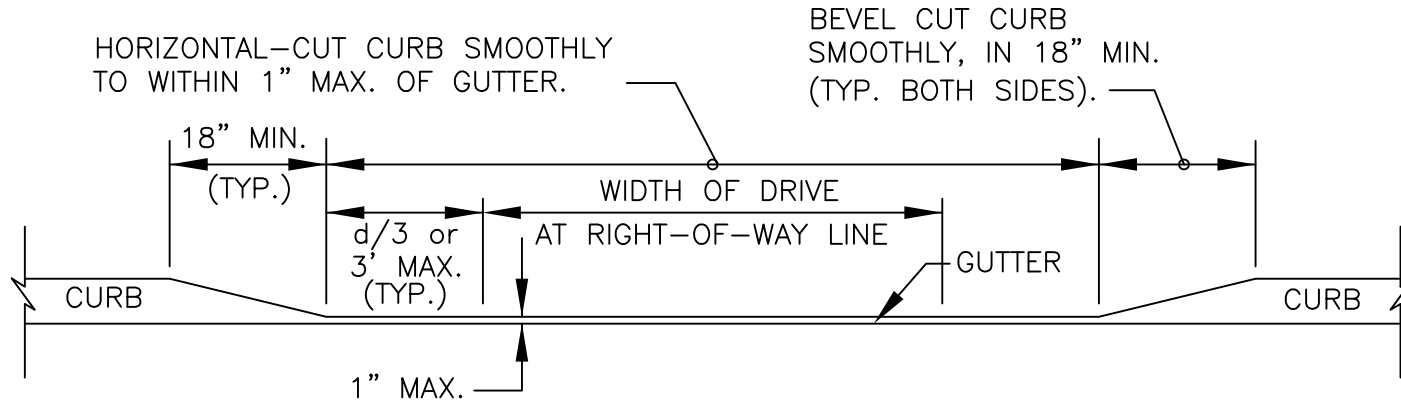 HORIZONTAL-CUT CURB SMOOTHLY
TO WITHIN 1" MAX. OF GUTTER.
BEVEL CUT CURB
SMOOTHLY, IN 18" MIN.
(TYP. BOTH SIDES).
18" MIN.
(TYP.)
WIDTH OF DRIVE
AT RIGHT-OF-WAY LINE
d/3 or
3' MAX.
(TYP.)
GUTTER
CURB
CURB
1" MAX.